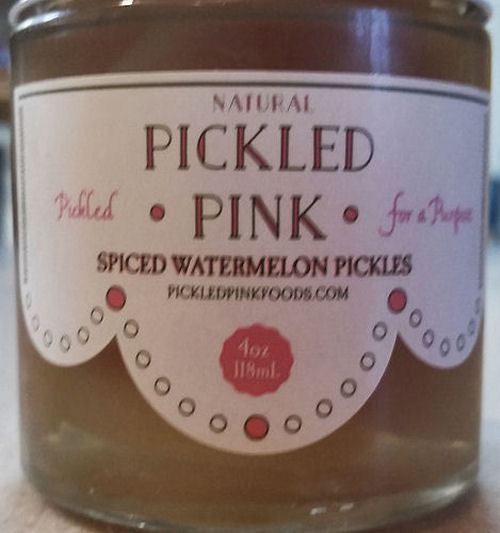 NATURAL
PICKLED
Pickled • PINK • for a Purpose
SPICED WATERMELON PICKLES
PICKLEDPINKFOODS.COM
4oz
118mL